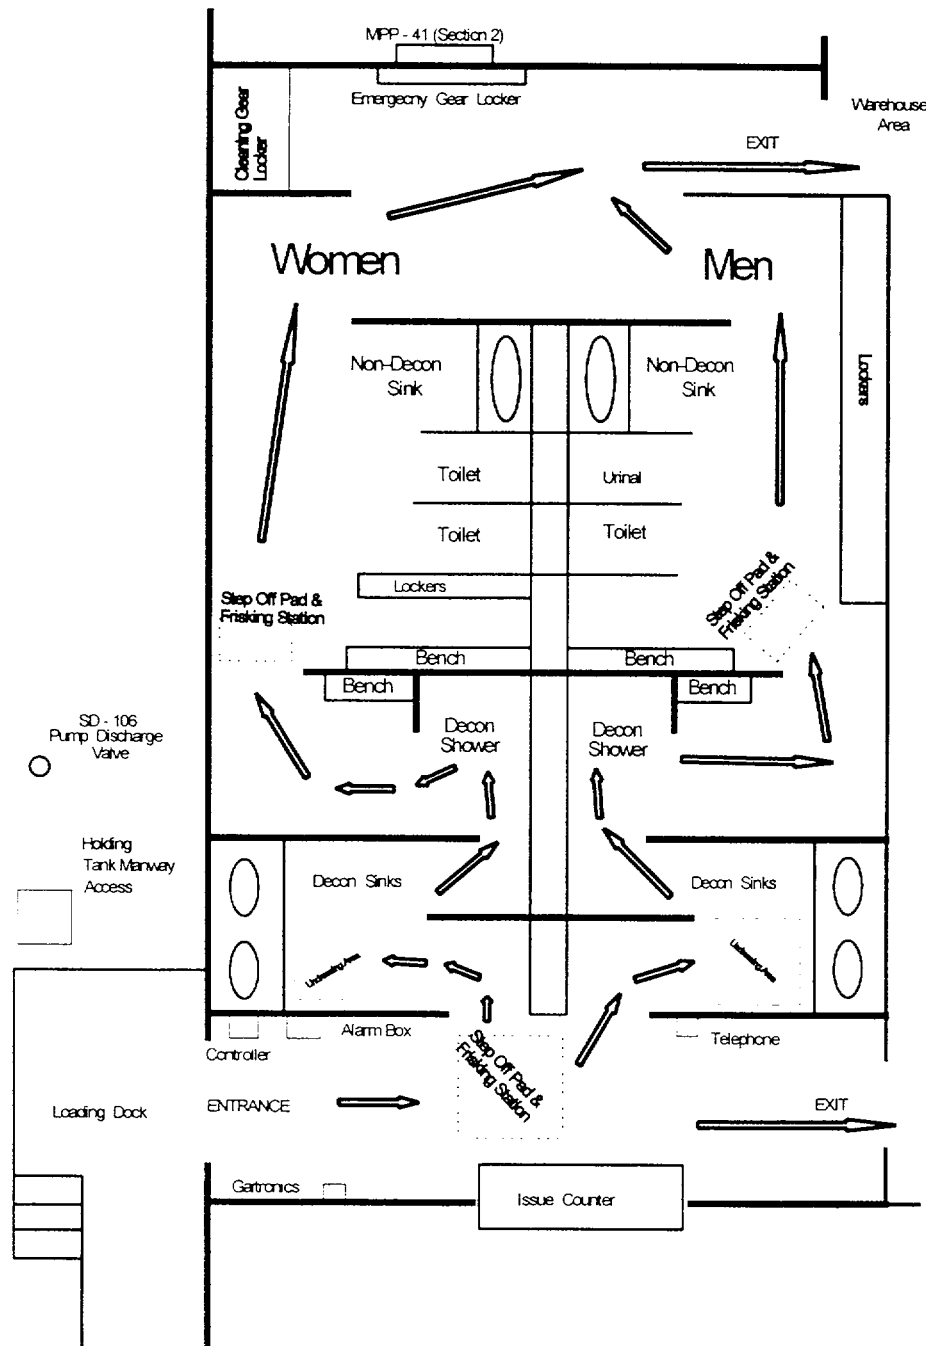 MPP - 41 (Section 2)
Emergecny Gear Locker
Cleaning Gear
Locker
Warehouse
Area
EXIT
Women
Men
Non-Decon
Sink
Non-Decon
Sink
Lockers
Toilet
Urinal
Toilet
Toilet
Lockers
Step Off Pad &
Frisking Station
Step Off Pad &
Frisking Station
Bench
Bench
Bench
Bench
SD - 106
Pump Discharge
Valve
Decon
Shower
Decon
Shower
Holding
Tank Manway
Access
Decon Sinks
Decon Sinks
Undressing Area
Undressing Area
Alarm Box
Telephone
Controller
Step Off Pad &
Frisking Station
Loading Dock
ENTRANCE
EXIT
Gaitronics
Issue Counter